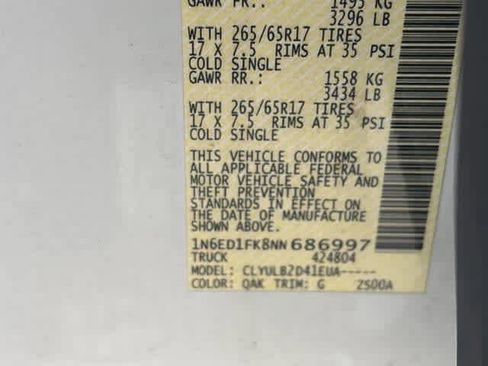 GAWR FR.: 1495 KG
3296 LB
WITH 265/65R17 TIRES
17 X 7.5 RIMS AT 35 PSI
COLD SINGLE
GAWR RR.: 1558 KG
3434 LB
WITH 265/65R17 TIRES
17 X 7.5 RIMS AT 35 PSI
COLD SINGLE
THIS VEHICLE CONFORMS TO
ALL APPLICABLE FEDERAL
MOTOR VEHICLE SAFETY AND
THEFT PREVENTION
STANDARDS IN EFFECT ON
THE DATE OF MANUFACTURE
SHOWN ABOVE.
1N6ED1FK8NN686997
TRUCK 424804
MODEL: CLYULB2D41EUA-----
COLOR: QAK TRIM: G 2500A